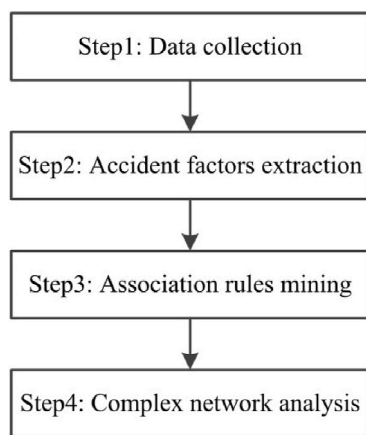 Step1: Data collection
Step2: Accident factors extraction
Step3: Association rules mining
Step4: Complex network analysis